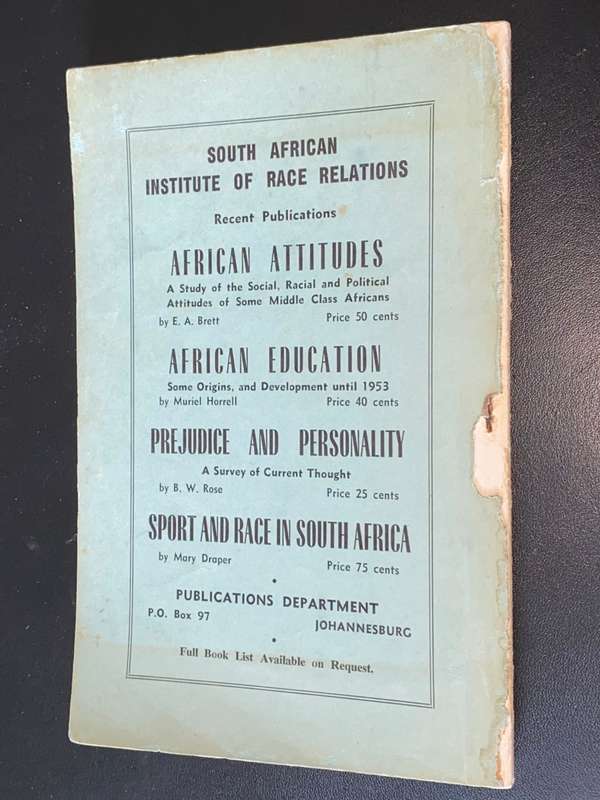 SOUTH AFRICAN
INSTITUTE OF RACE RELATIONS
Recent Publications
AFRICAN ATTITUDES
A Study of the Social, Racial and Political
Attitudes of Some Middle Class Africans
by E. A. Brett Price 50 cents
AFRICAN EDUCATION
Some Origins, and Development until 1953
by Muriel Horrell Price 40 cents
PREJUDICE AND PERSONALITY
A Survey of Current Thought
by B. W. Rose Price 25 cents
SPORT AND RACE IN SOUTH AFRICA
by Mary Draper Price 75 cents
PUBLICATIONS DEPARTMENT
P.O. Box 97 JOHANNESBURG
Full Book List Available on Request.